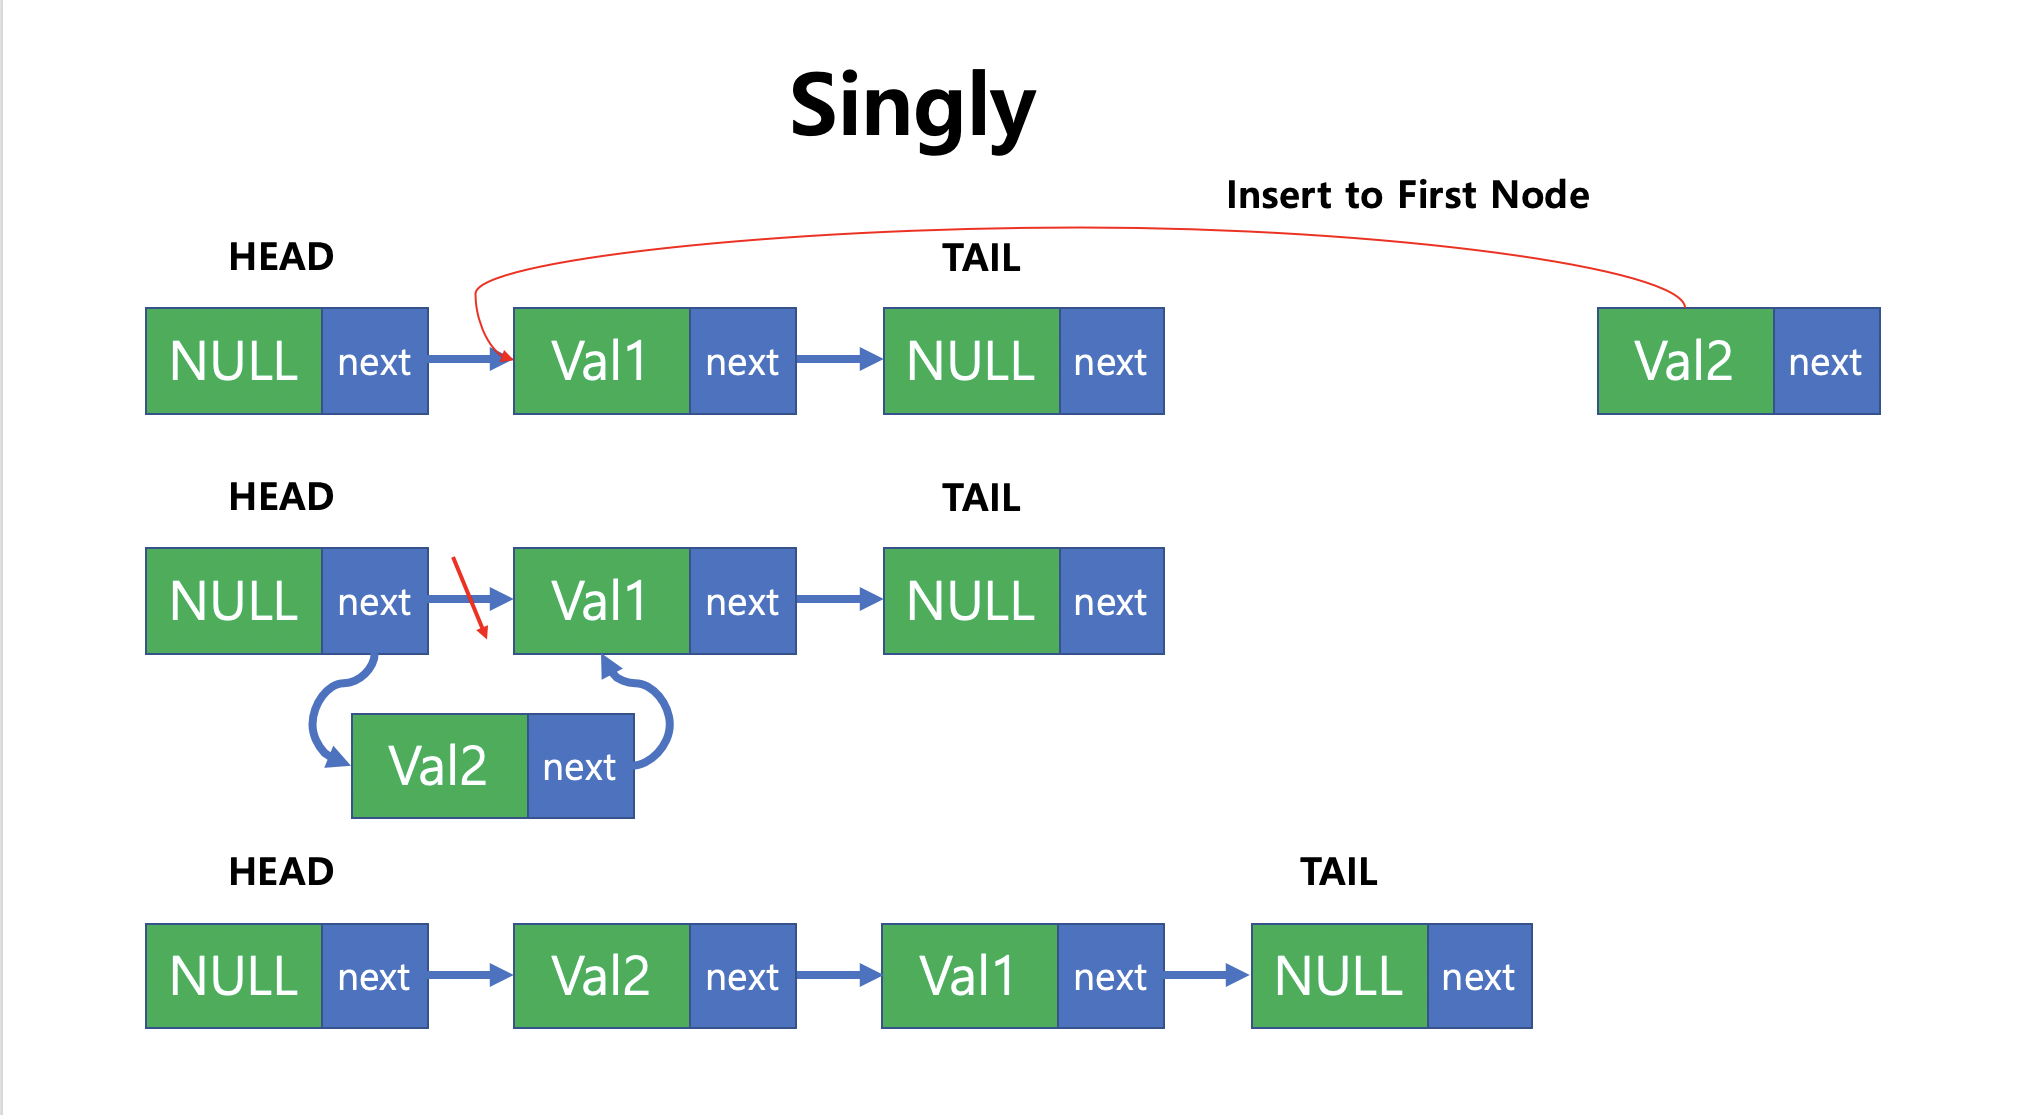 Singly
Insert to First Node
HEAD TAIL
NULL next Val1 next NULL next Val2 next
HEAD TAIL
NULL next Val1 next NULL next
Val2 next
HEAD TAIL
NULL next Val2 next Val1 next NULL next